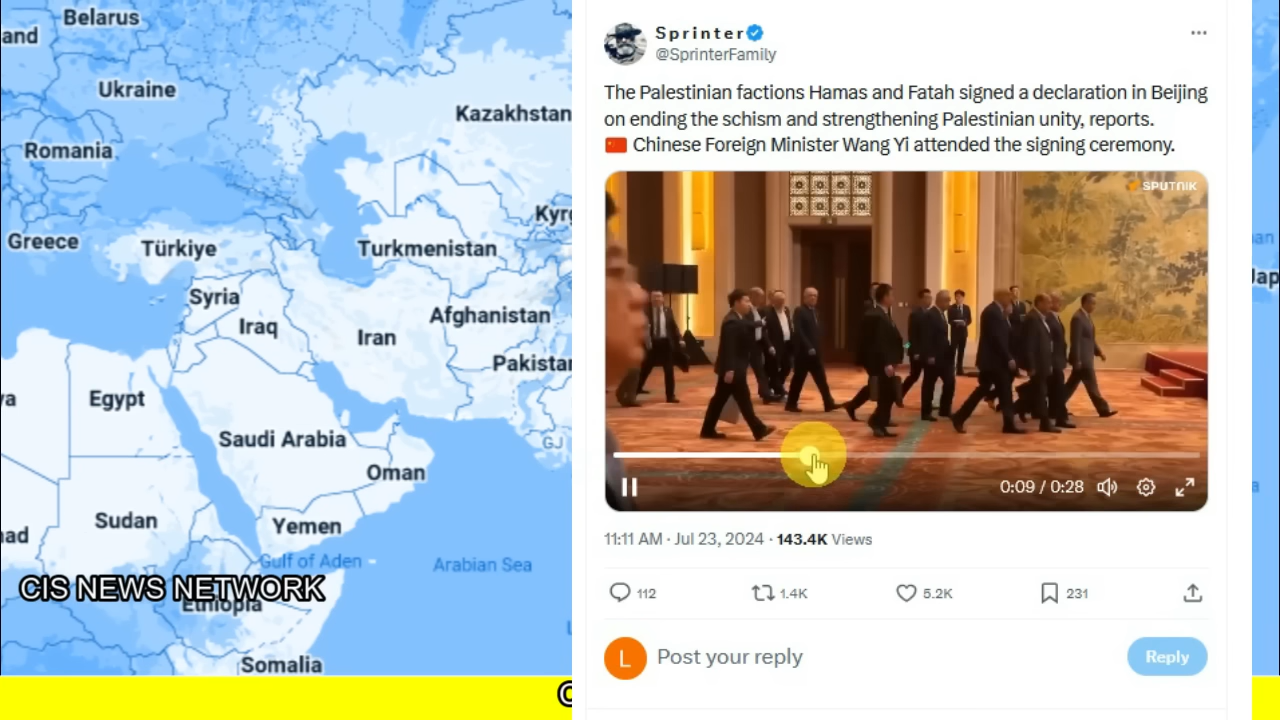 Belarus
and
Ukraine
Kazakhstan
Romania
Greece
Türkiye
Turkmenistan
Syria
Iraq
Iran
Afghanistan
Egypt
Saudi Arabia
Oman
Sudan
Yemen
Gulf of Aden
Arabian Sea
GJ
CIS NEWS NETWORK
Ethiopia
Somalia
Sprinter
@SprinterFamily
The Palestinian factions Hamas and Fatah signed a declaration in Beijing
on ending the schism and strengthening Palestinian unity, reports.
Chinese Foreign Minister Wang Yi attended the signing ceremony.
SPUTNIK
0:09 / 0:28
11:11 AM · Jul 23, 2024 · 143.4K Views
112
1.4K
5.2K
231
L
Post your reply
Reply